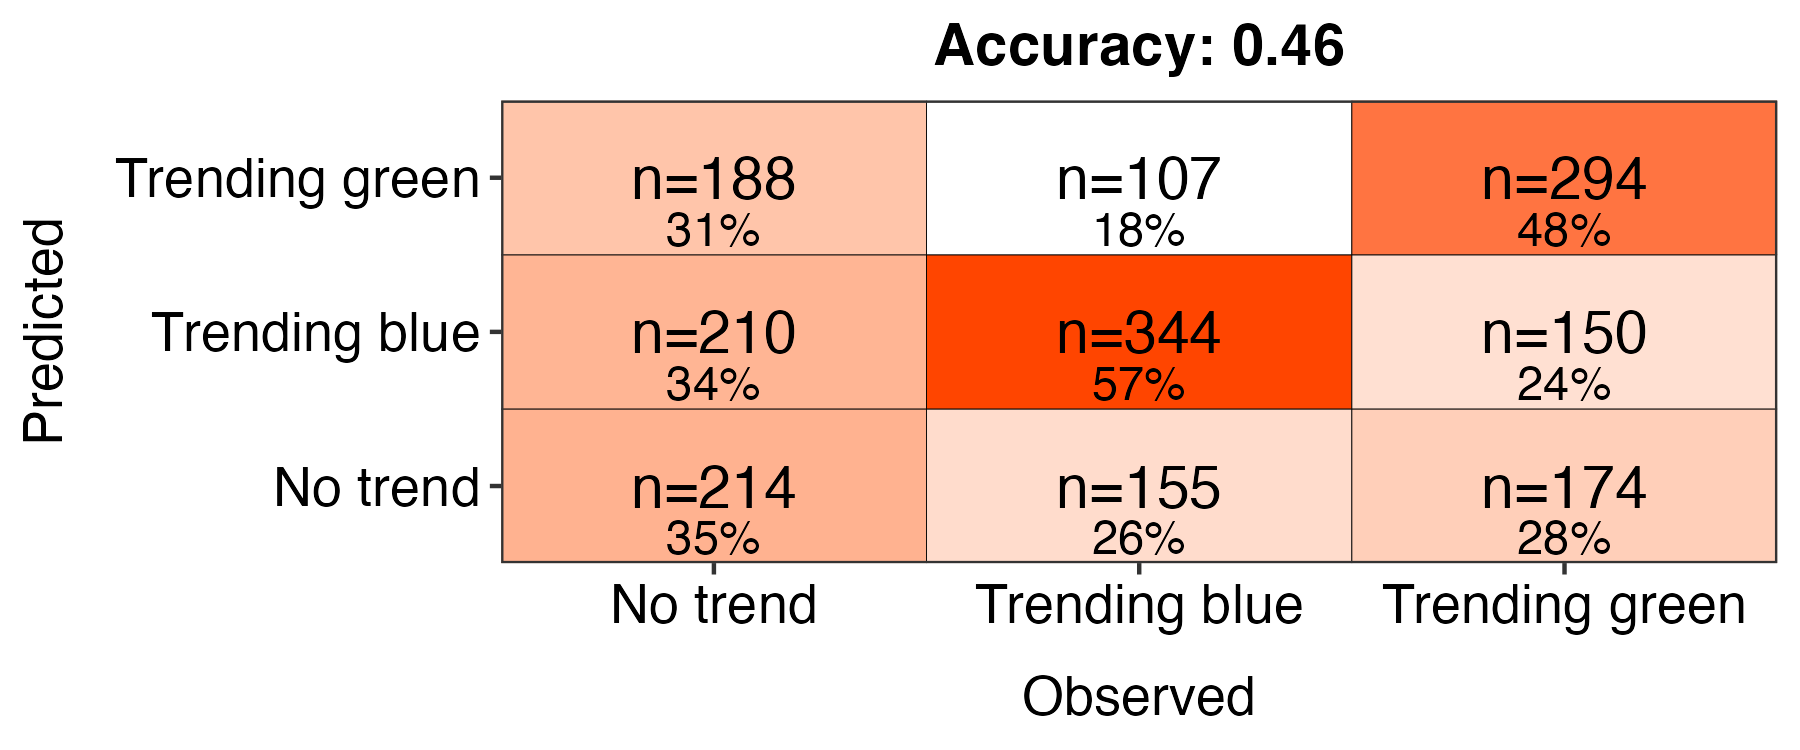 Accuracy: 0.46
Predicted
Trending green
n=188
31%
n=107
18%
n=294
48%
Trending blue
n=210
34%
n=344
57%
n=150
24%
No trend
n=214
35%
n=155
26%
n=174
28%
No trend
Trending blue
Trending green
Observed